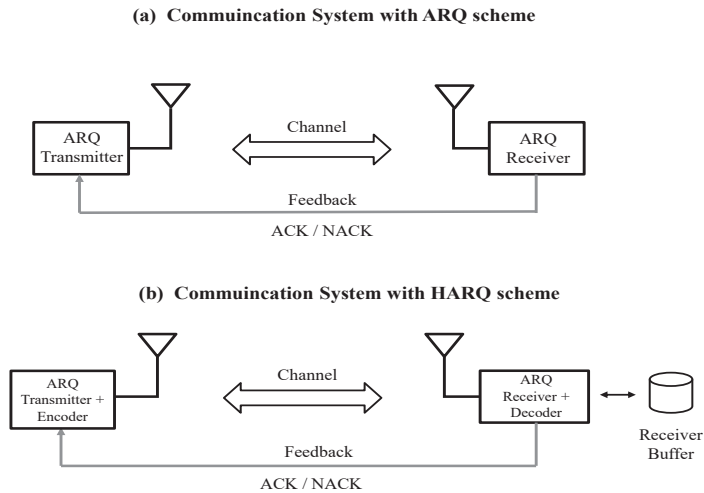 (a) Commuincation System with ARQ scheme
ARQ
Transmitter
Channel
ARQ
Receiver
Feedback
ACK / NACK
(b) Commuincation System with HARQ scheme
ARQ
Transmitter +
Encoder
Channel
ARQ
Receiver +
Decoder
Receiver
Buffer
Feedback
ACK / NACK